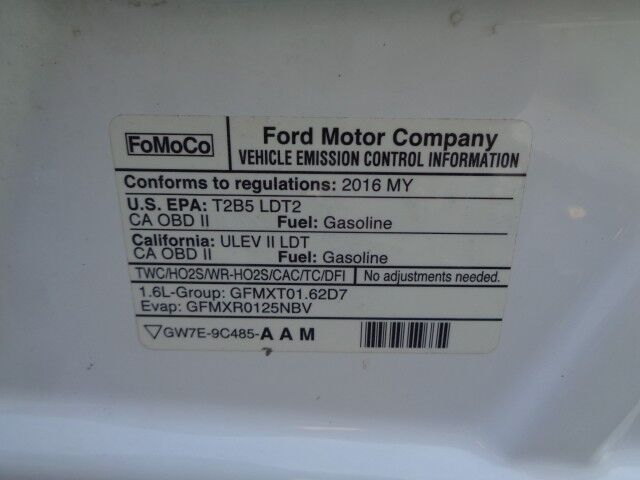 FoMoCo
Ford Motor Company
VEHICLE EMISSION CONTROL INFORMATION
Conforms to regulations: 2016 MY
U.S. EPA: T2B5 LDT2
CA OBD II Fuel: Gasoline
California: ULEV II LDT
CA OBD II Fuel: Gasoline
TWC/HO2S/WR-HO2S/CAC/TC/DFI No adjustments needed.
1.6L-Group: GFMXT01.62D7
Evap: GFMXR0125NBV
GW7E-9C485-A A M